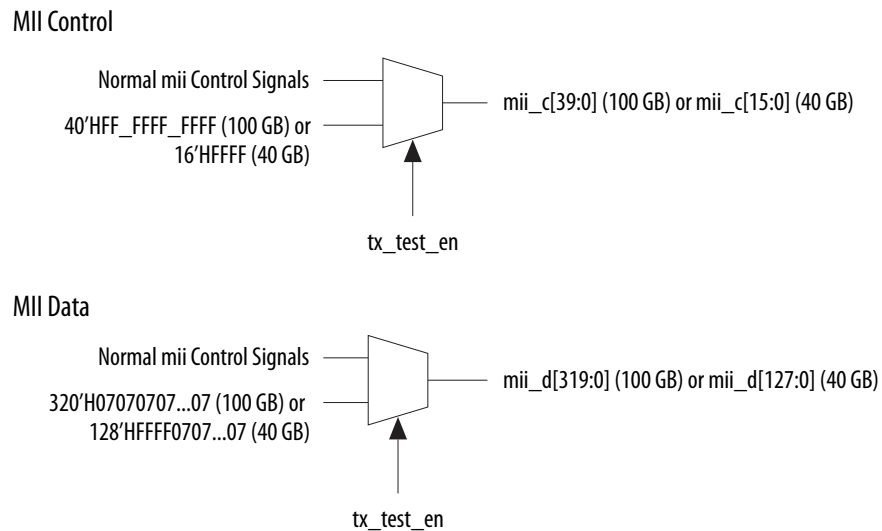 MII Control
Normal mii Control Signals
mii_c[39:0] (100 GB) or mii_c[15:0] (40 GB)
40'HFF_FFFF_FFFF (100 GB) or
16'HFFFF (40 GB)
tx_test_en
MII Data
Normal mii Control Signals
mii_d[319:0] (100 GB) or mii_d[127:0] (40 GB)
320'H07070707...07 (100 GB) or
128'HFFFF0707...07 (40 GB)
tx_test_en